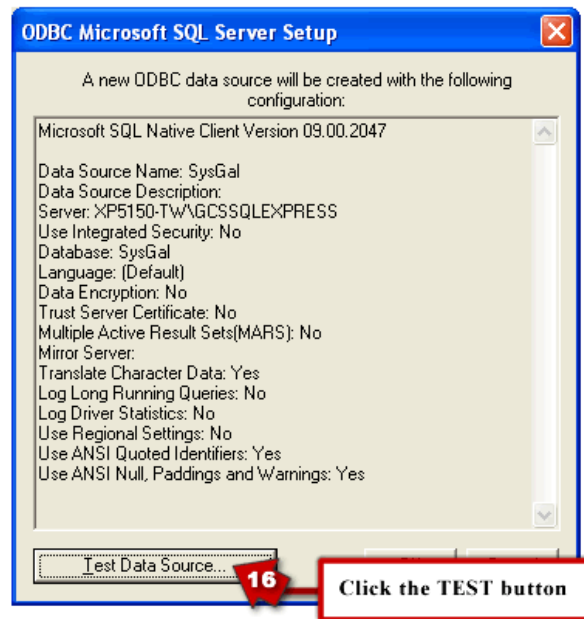 ODBC Microsoft SQL Server Setup
A new ODBC data source will be created with the following
configuration:
Microsoft SQL Native Client Version 09.00.2047
Data Source Name: SysGal
Data Source Description:
Server: XP5150-TW\GCSSQLEXPRESS
Use Integrated Security: No
Database: SysGal
Language: (Default)
Data Encryption: No
Trust Server Certificate: No
Multiple Active Result Sets(MARS): No
Mirror Server:
Translate Character Data: Yes
Log Long Running Queries: No
Log Driver Statistics: No
Use Regional Settings: No
Use ANSI Quoted Identifiers: Yes
Use ANSI Null, Paddings and Warnings: Yes
Test Data Source...
16
Click the TEST button